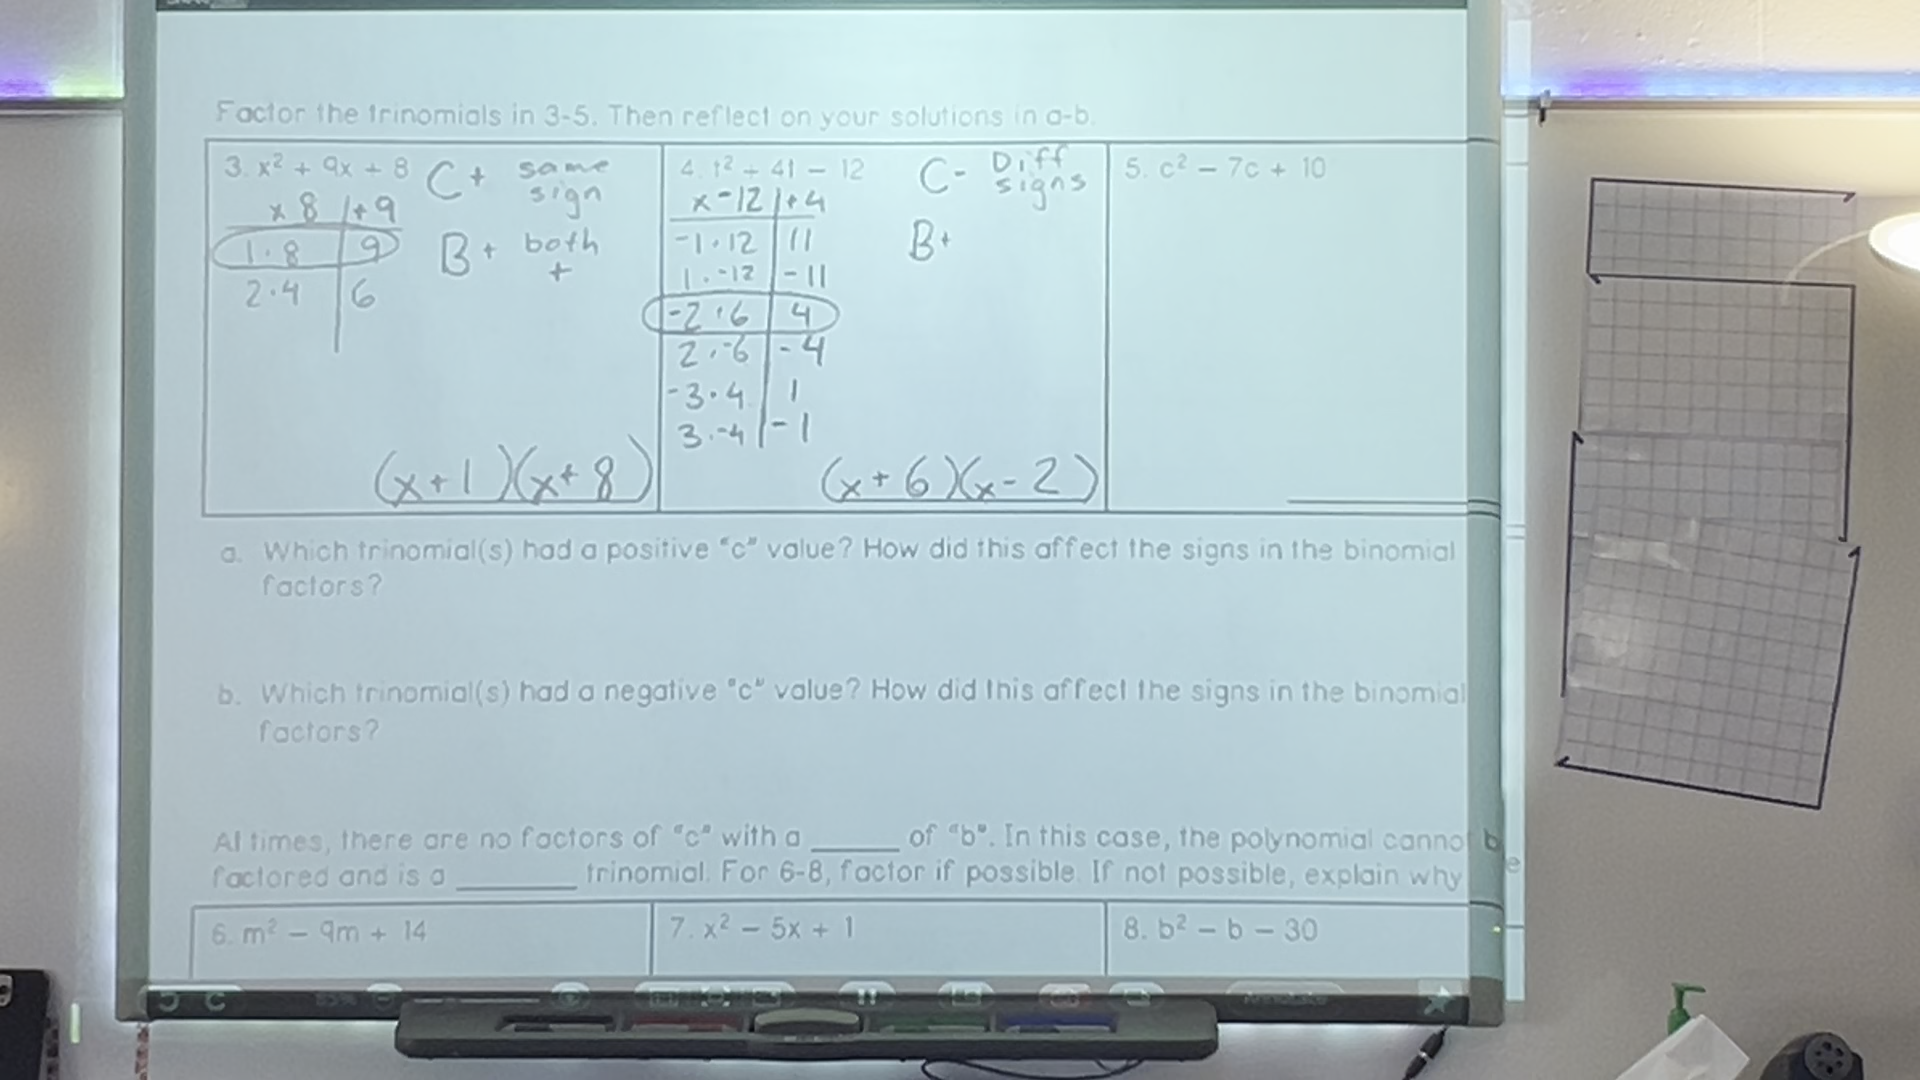 Factor the trinomials in 3-5. Then reflect on your solutions in a-b.
3. x² + 9x + 8
C+ same sign
x 8 | +9
1·8 | 9
B+ both +
2·4 | 6
(x+1)(x+8)
4. t² + 4t − 12
C- Diff signs
x -12 | +4
-1·12 | 11
B+
1·-12 | -11
-2·6 | 4
2·-6 | -4
-3·4 | 1
3·-4 | -1
(x+6)(x-2)
5. c² − 7c + 10
a. Which trinomial(s) had a positive "c" value? How did this affect the signs in the binomial
factors?
b. Which trinomial(s) had a negative "c" value? How did this affect the signs in the binomial
factors?
At times, there are no factors of "c" with a ______ of "b". In this case, the polynomial cannot be
factored and is a ________ trinomial. For 6-8, factor if possible. If not possible, explain why
6. m² − 9m + 14
7. x² − 5x + 1
8. b² − b − 30